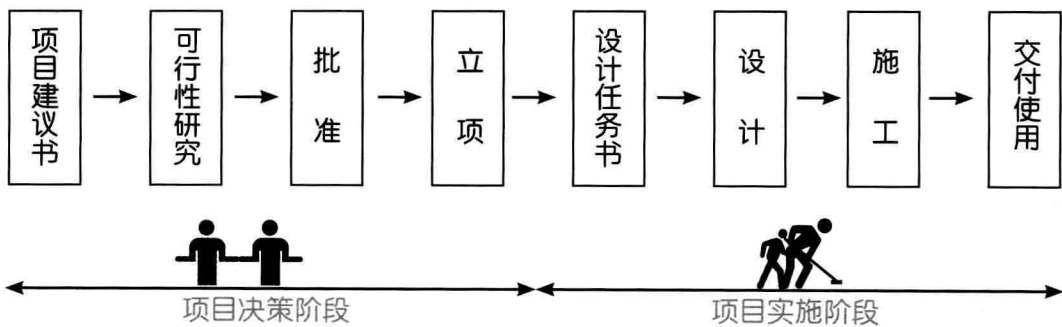 项目建议书
可行性研究
批准
立项
设计任务书
设计
施工
交付使用
项目决策阶段
项目实施阶段